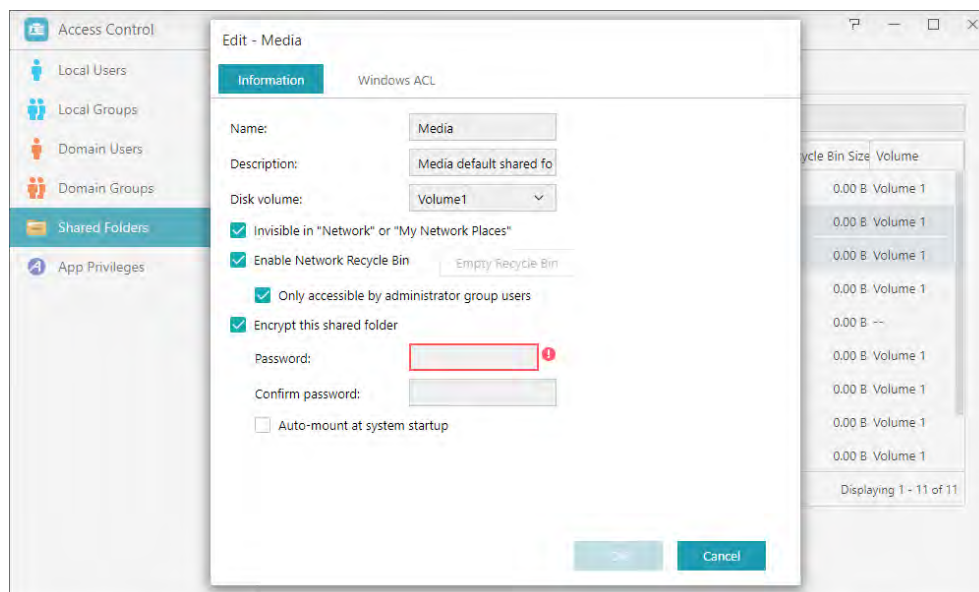 Access Control
Local Users
Local Groups
Domain Users
Domain Groups
Shared Folders
App Privileges
Edit - Media
Information Windows ACL
Name: Media
Description: Media default shared fo
Disk volume: Volume1
Invisible in "Network" or "My Network Places"
Enable Network Recycle Bin Empty Recycle Bin
Only accessible by administrator group users
Encrypt this shared folder
Password:
Confirm password:
Auto-mount at system startup
Cancel
ycle Bin Size Volume
0.00 B Volume 1
0.00 B Volume 1
0.00 B Volume 1
0.00 B Volume 1
0.00 B --
0.00 B Volume 1
0.00 B Volume 1
0.00 B Volume 1
0.00 B Volume 1
Displaying 1 - 11 of 11